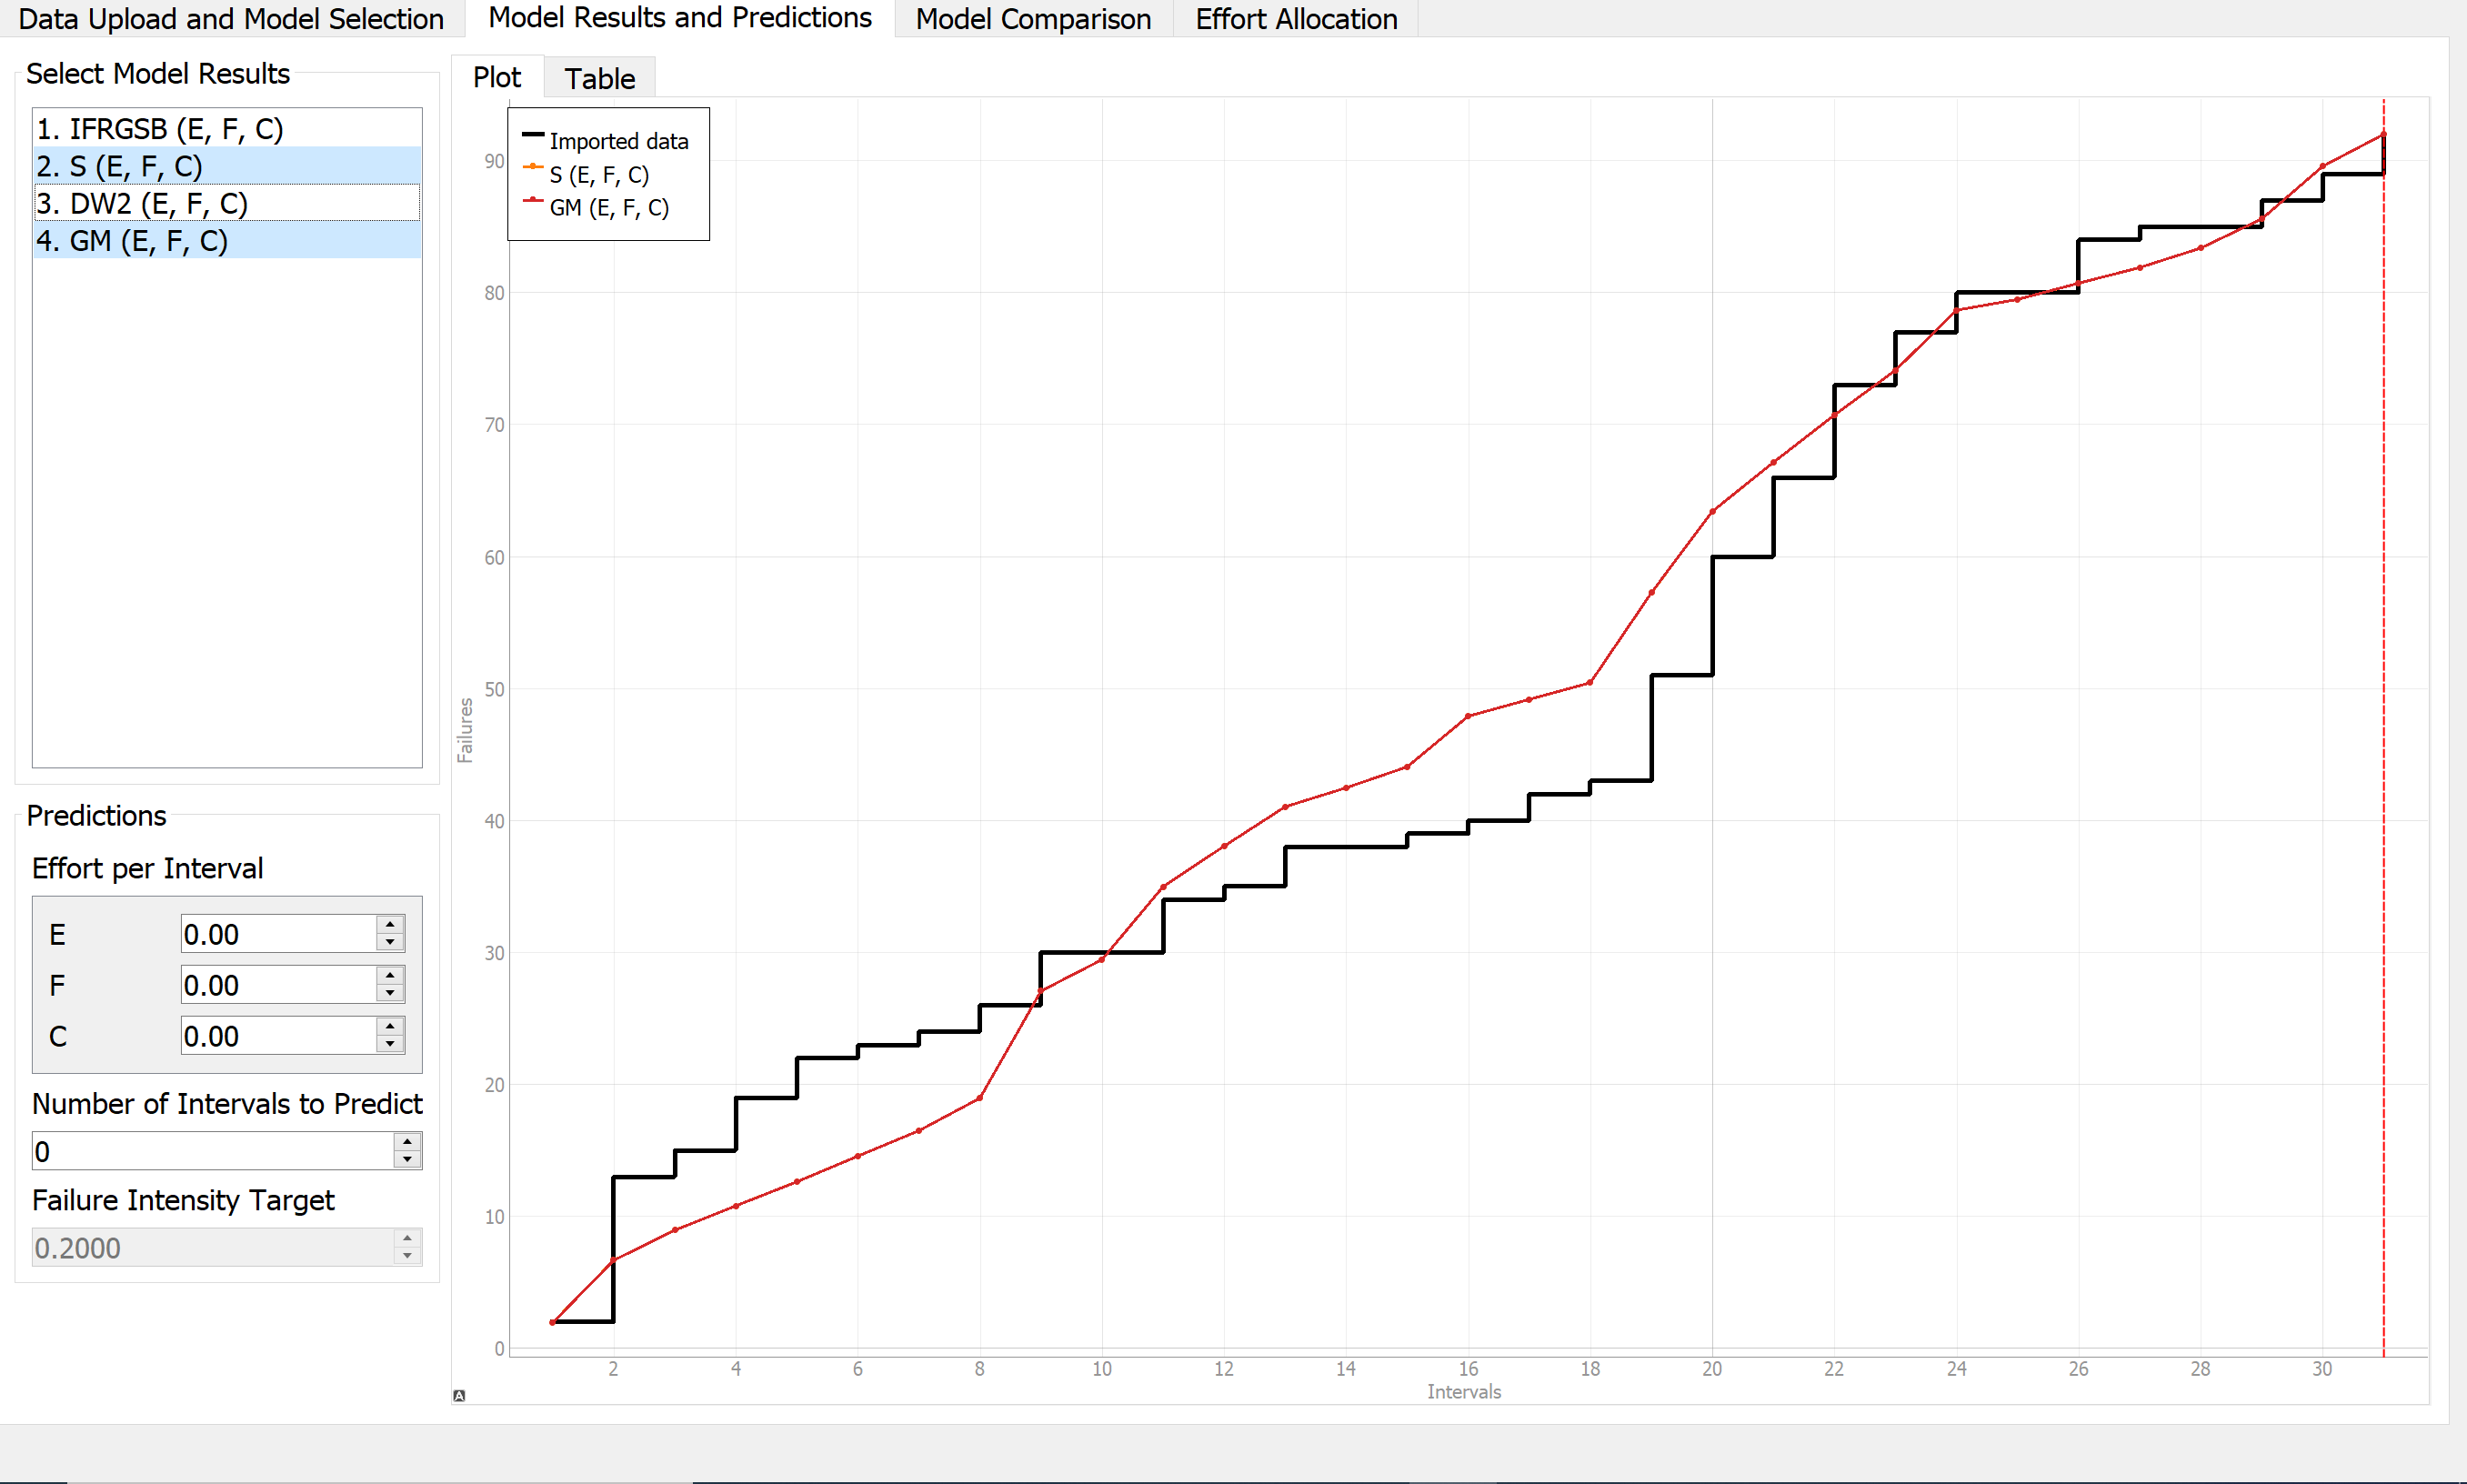 Data Upload and Model Selection
Model Results and Predictions
Model Comparison
Effort Allocation
Select Model Results
1. IFRGSB (E, F, C)
2. S (E, F, C)
3. DW2 (E, F, C)
4. GM (E, F, C)
Predictions
Effort per Interval
E 0.00
F 0.00
C 0.00
Number of Intervals to Predict
0
Failure Intensity Target
0.2000
Plot
Table
Imported data
S (E, F, C)
GM (E, F, C)
Failures
90
80
70
60
50
40
30
20
10
0
2 4 6 8 10 12 14 16 18 20 22 24 26 28 30
Intervals
A